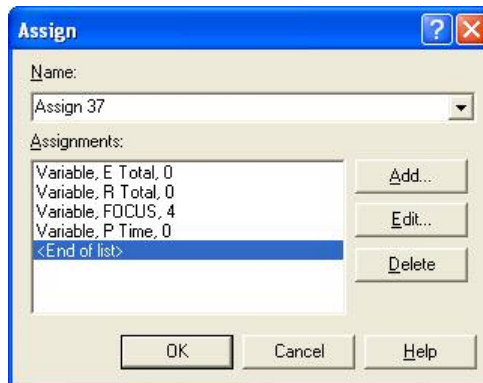 Assign
?
Name:
Assign 37
Assignments:
Variable, E Total, 0
Variable, R Total, 0
Variable, FOCUS, 4
Variable, P Time, 0
<End of list>
Add...
Edit...
Delete
OK
Cancel
Help